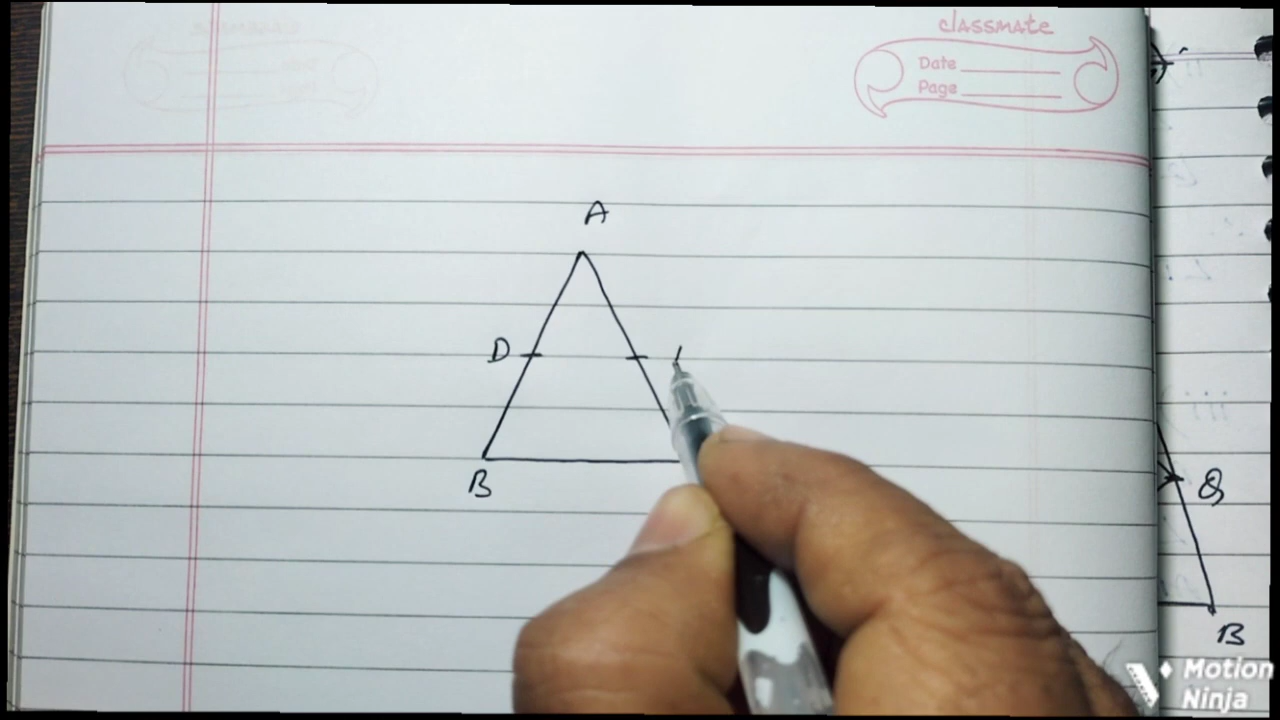 classmate
Date
Page
A
D
B
Q
B
Motion
Ninja